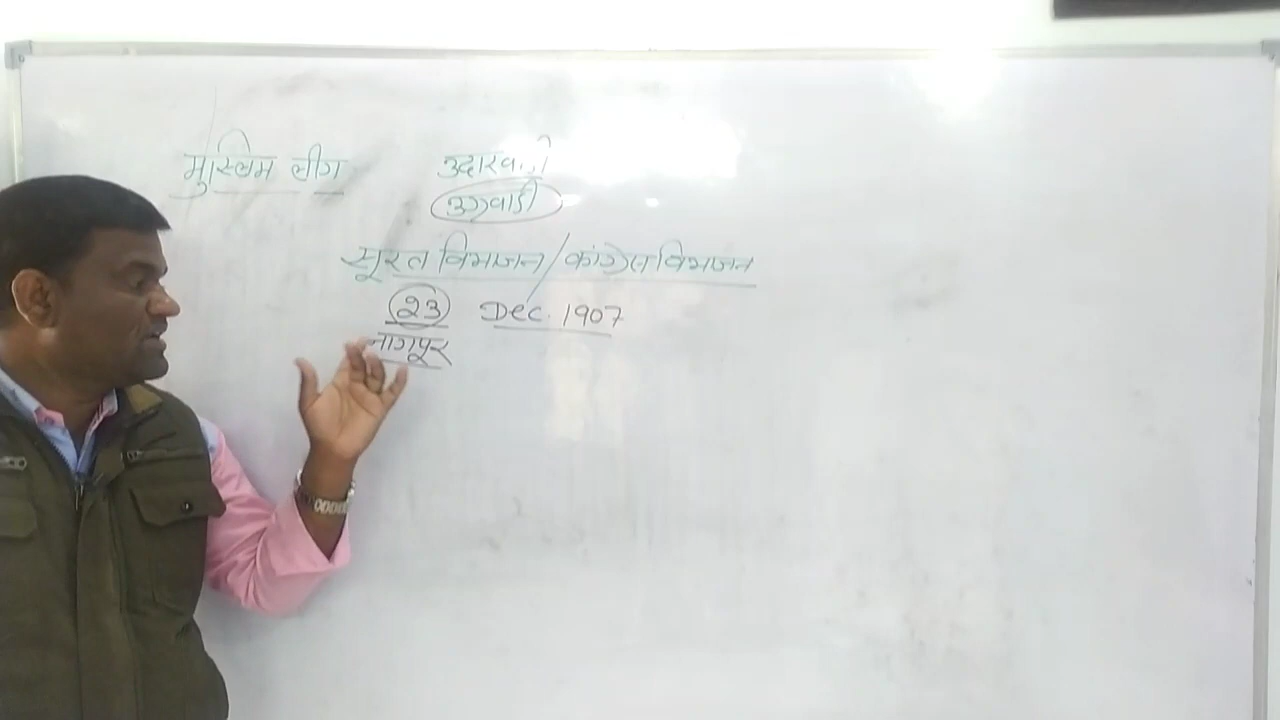 मुस्लिम लीग
उदारवादी
उग्रवादी
सूरत विभाजन/कांग्रेस विभाजन
23 Dec. 1907
नागपूर